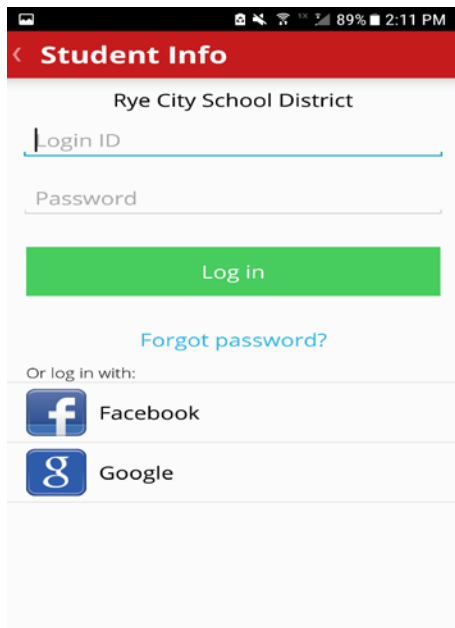 89% 2:11 PM
Student Info
Rye City School District
Login ID
Password
Log in
Forgot password?
Or log in with:
f Facebook
g Google